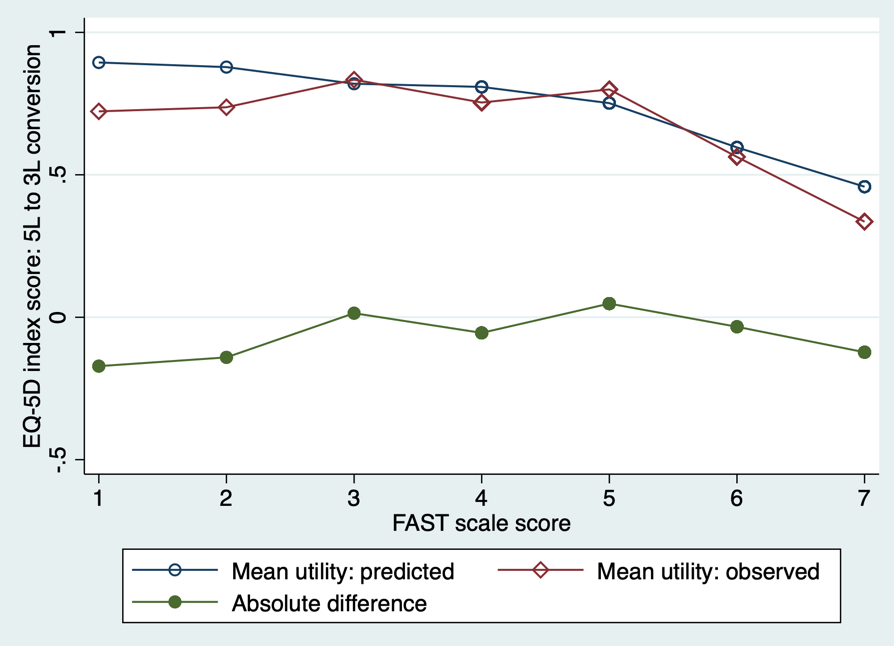 EQ-5D index score: 5L to 3L conversion
1
.5
0
-.5
1 2 3 4 5 6 7
FAST scale score
Mean utility: predicted Mean utility: observed
Absolute difference